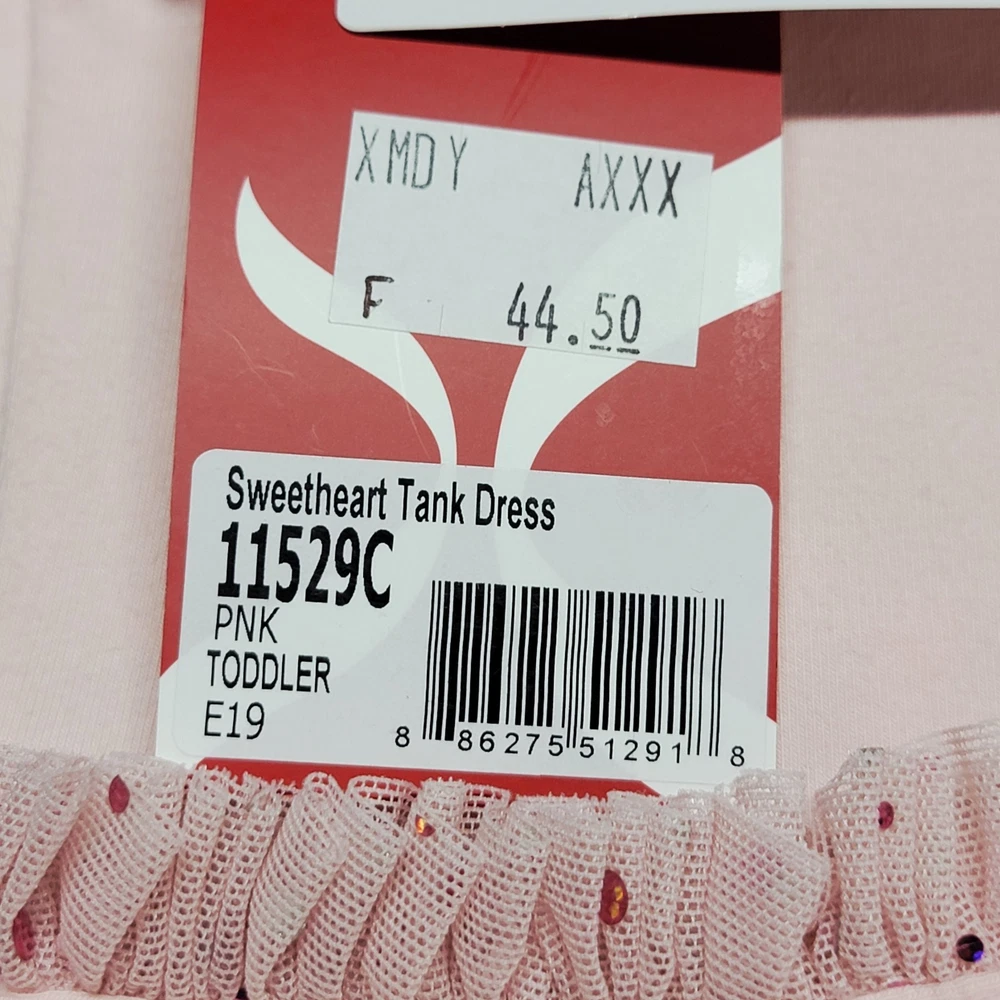 XMDY AXXX
F 44.50
Sweetheart Tank Dress
11529C
PNK
TODDLER
E19
8 86275 51291 8